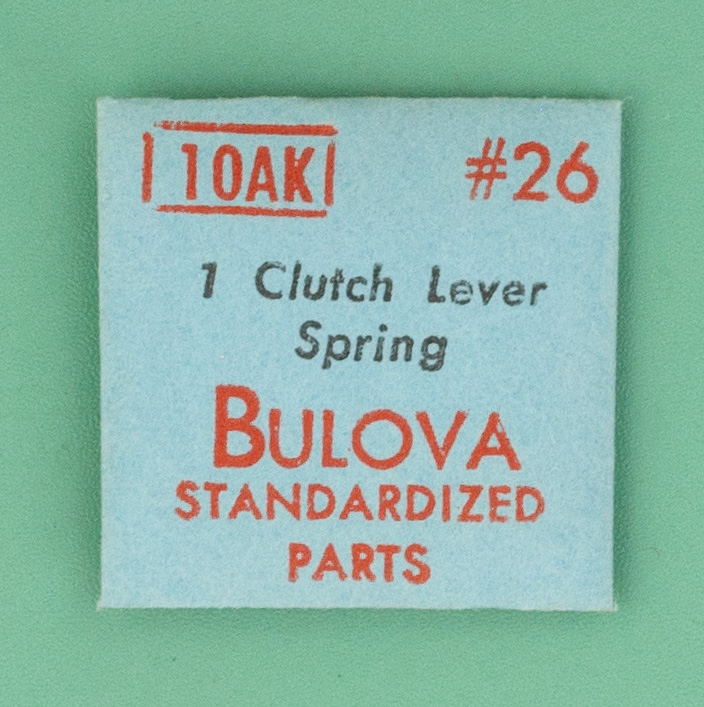 10AK #26
1 Clutch Lever
Spring
BULOVA
STANDARDIZED
PARTS